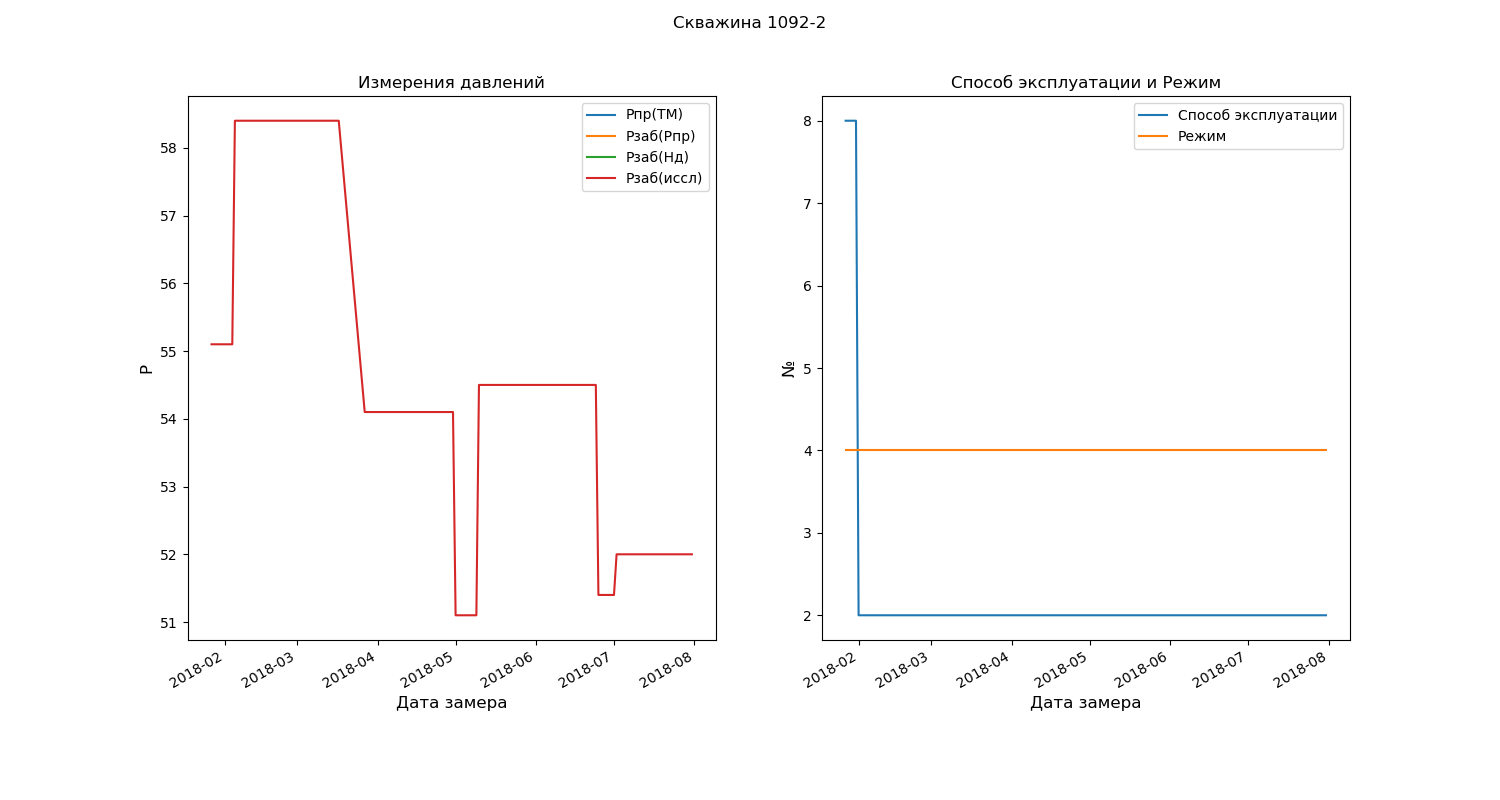 Скважина 1092-2
Измерения давлений
Рпр(ТМ)
Рзаб(Рпр)
Рзаб(Нд)
Рзаб(иссл)
58
57
56
55
54
53
52
51
P
2018-02
2018-03
2018-04
2018-05
2018-06
2018-07
2018-08
Дата замера
Способ эксплуатации и Режим
Способ эксплуатации
Режим
8
7
6
5
4
3
2
№
2018-02
2018-03
2018-04
2018-05
2018-06
2018-07
2018-08
Дата замера